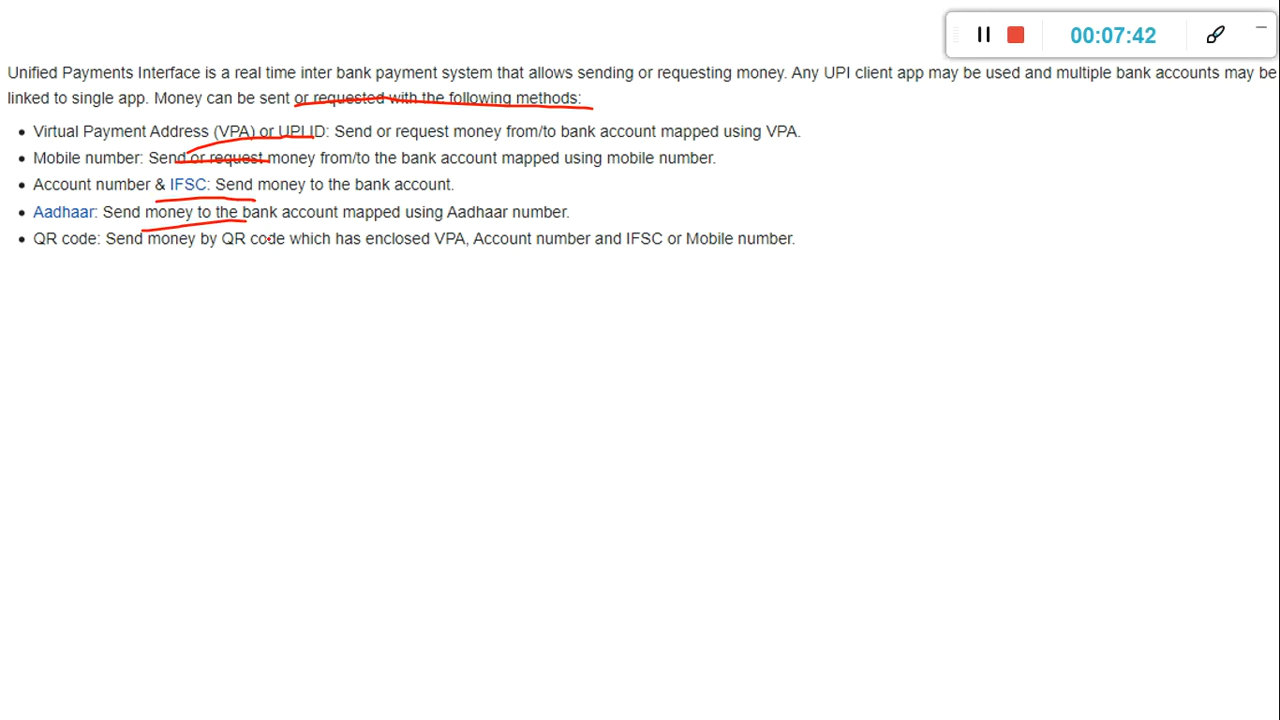 00:07:42
Unified Payments Interface is a real time inter bank payment system that allows sending or requesting money. Any UPI client app may be used and multiple bank accounts may be
linked to single app. Money can be sent or requested with the following methods:
Virtual Payment Address (VPA) or UPI ID: Send or request money from/to bank account mapped using VPA.
Mobile number: Send or request money from/to the bank account mapped using mobile number.
Account number & IFSC: Send money to the bank account.
Aadhaar: Send money to the bank account mapped using Aadhaar number.
QR code: Send money by QR code which has enclosed VPA, Account number and IFSC or Mobile number.